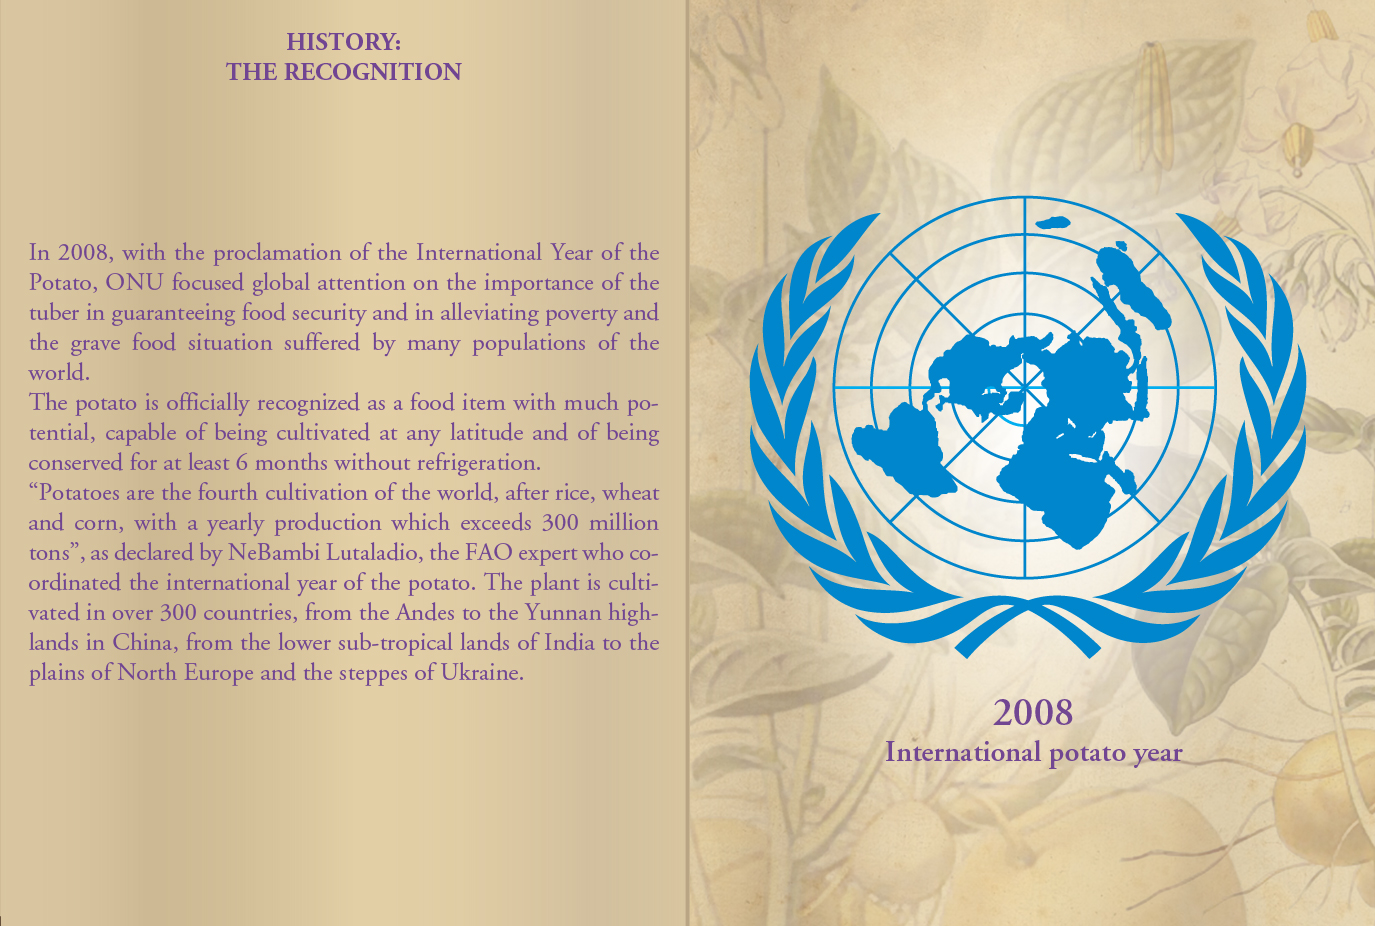 HISTORY:
THE RECOGNITION
In 2008, with the proclamation of the International Year of the
Potato, ONU focused global attention on the importance of the
tuber in guaranteeing food security and in alleviating poverty and
the grave food situation suffered by many populations of the
world.
The potato is officially recognized as a food item with much po-
tential, capable of being cultivated at any latitude and of being
conserved for at least 6 months without refrigeration.
“Potatoes are the fourth cultivation of the world, after rice, wheat
and corn, with a yearly production which exceeds 300 million
tons”, as declared by NeBambi Lutaladio, the FAO expert who co-
ordinated the international year of the potato. The plant is culti-
vated in over 300 countries, from the Andes to the Yunnan high-
lands in China, from the lower sub-tropical lands of India to the
plains of North Europe and the steppes of Ukraine.
2008
International potato year